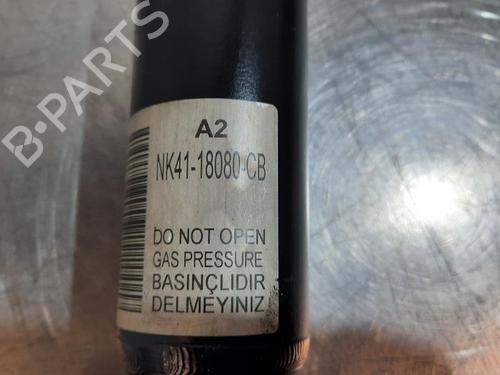 B-PARTS
A2
NK41-18080-CB
DO NOT OPEN
GAS PRESSURE
BASINÇLIDIR
DELMEYINIZ